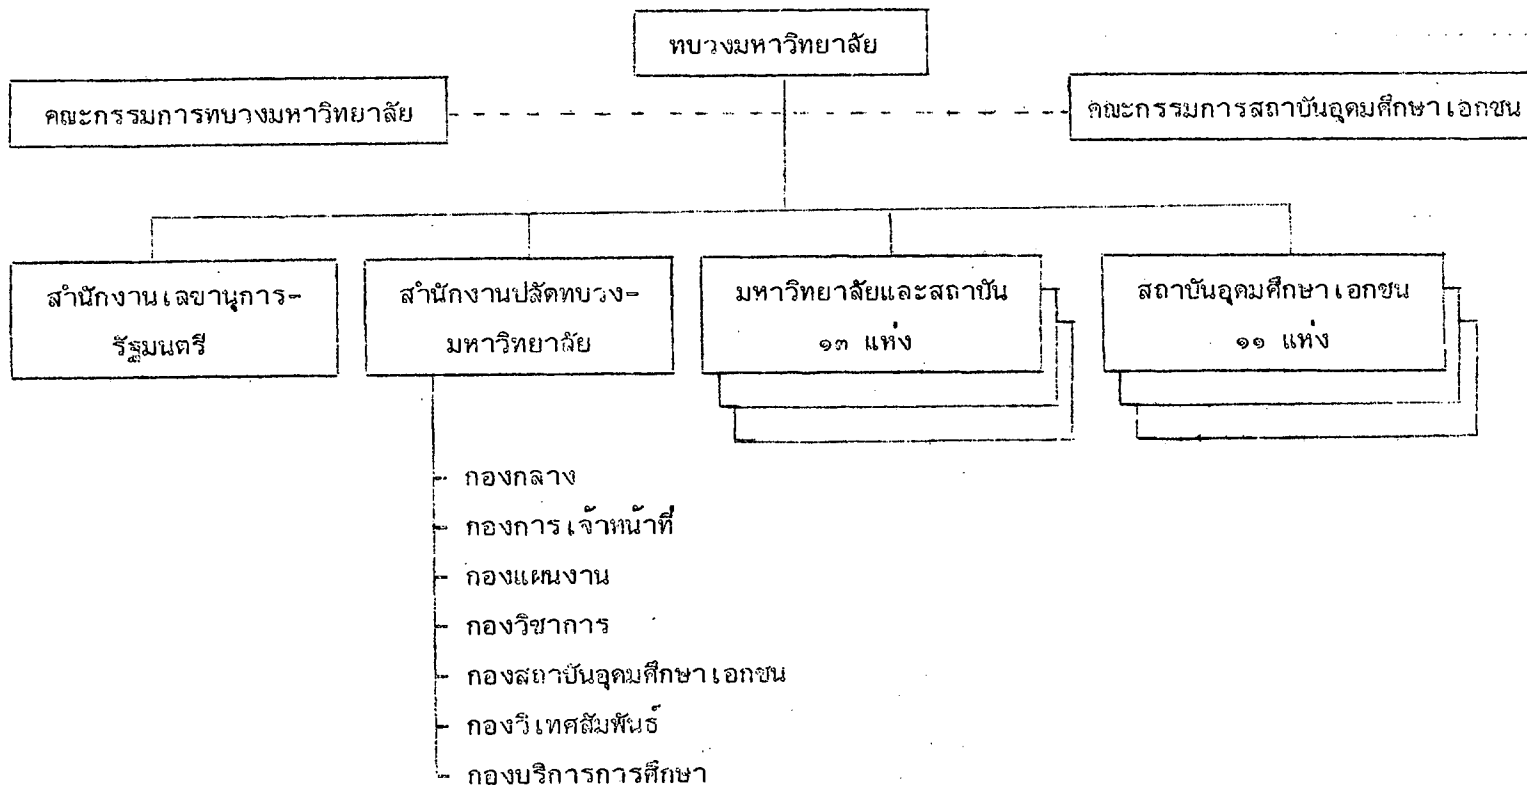 ทบวงมหาวิทยาลัย
คณะกรรมการทบวงมหาวิทยาลัย
คณะกรรมการสถาบันอุดมศึกษาเอกชน
สำนักงานเลขานุการ-
รัฐมนตรี
สำนักงานปลัดทบวง-
มหาวิทยาลัย
มหาวิทยาลัยและสถาบัน
๑๓ แห่ง
สถาบันอุดมศึกษาเอกชน
๑๑ แห่ง
- กองกลาง
- กองการเจ้าหน้าที่
- กองแผนงาน
- กองวิชาการ
- กองสถาบันอุดมศึกษาเอกชน
- กองวิเทศสัมพันธ์
- กองบริการการศึกษา